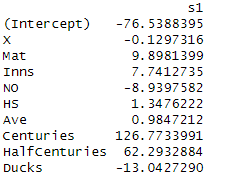 s1
(Intercept) -76.5388395
X -0.1297316
Mat 9.8981399
Inns 7.7412735
NO -8.9397582
HS 1.3476222
Ave 0.9847212
Centuries 126.7733991
HalfCenturies 62.2932884
Ducks -13.0427290